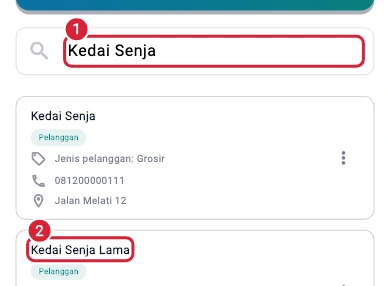 1
Kedai Senja
Kedai Senja
Pelanggan
Jenis pelanggan: Grosir
081200000111
Jalan Melati 12
2
Kedai Senja Lama
Pelanggan